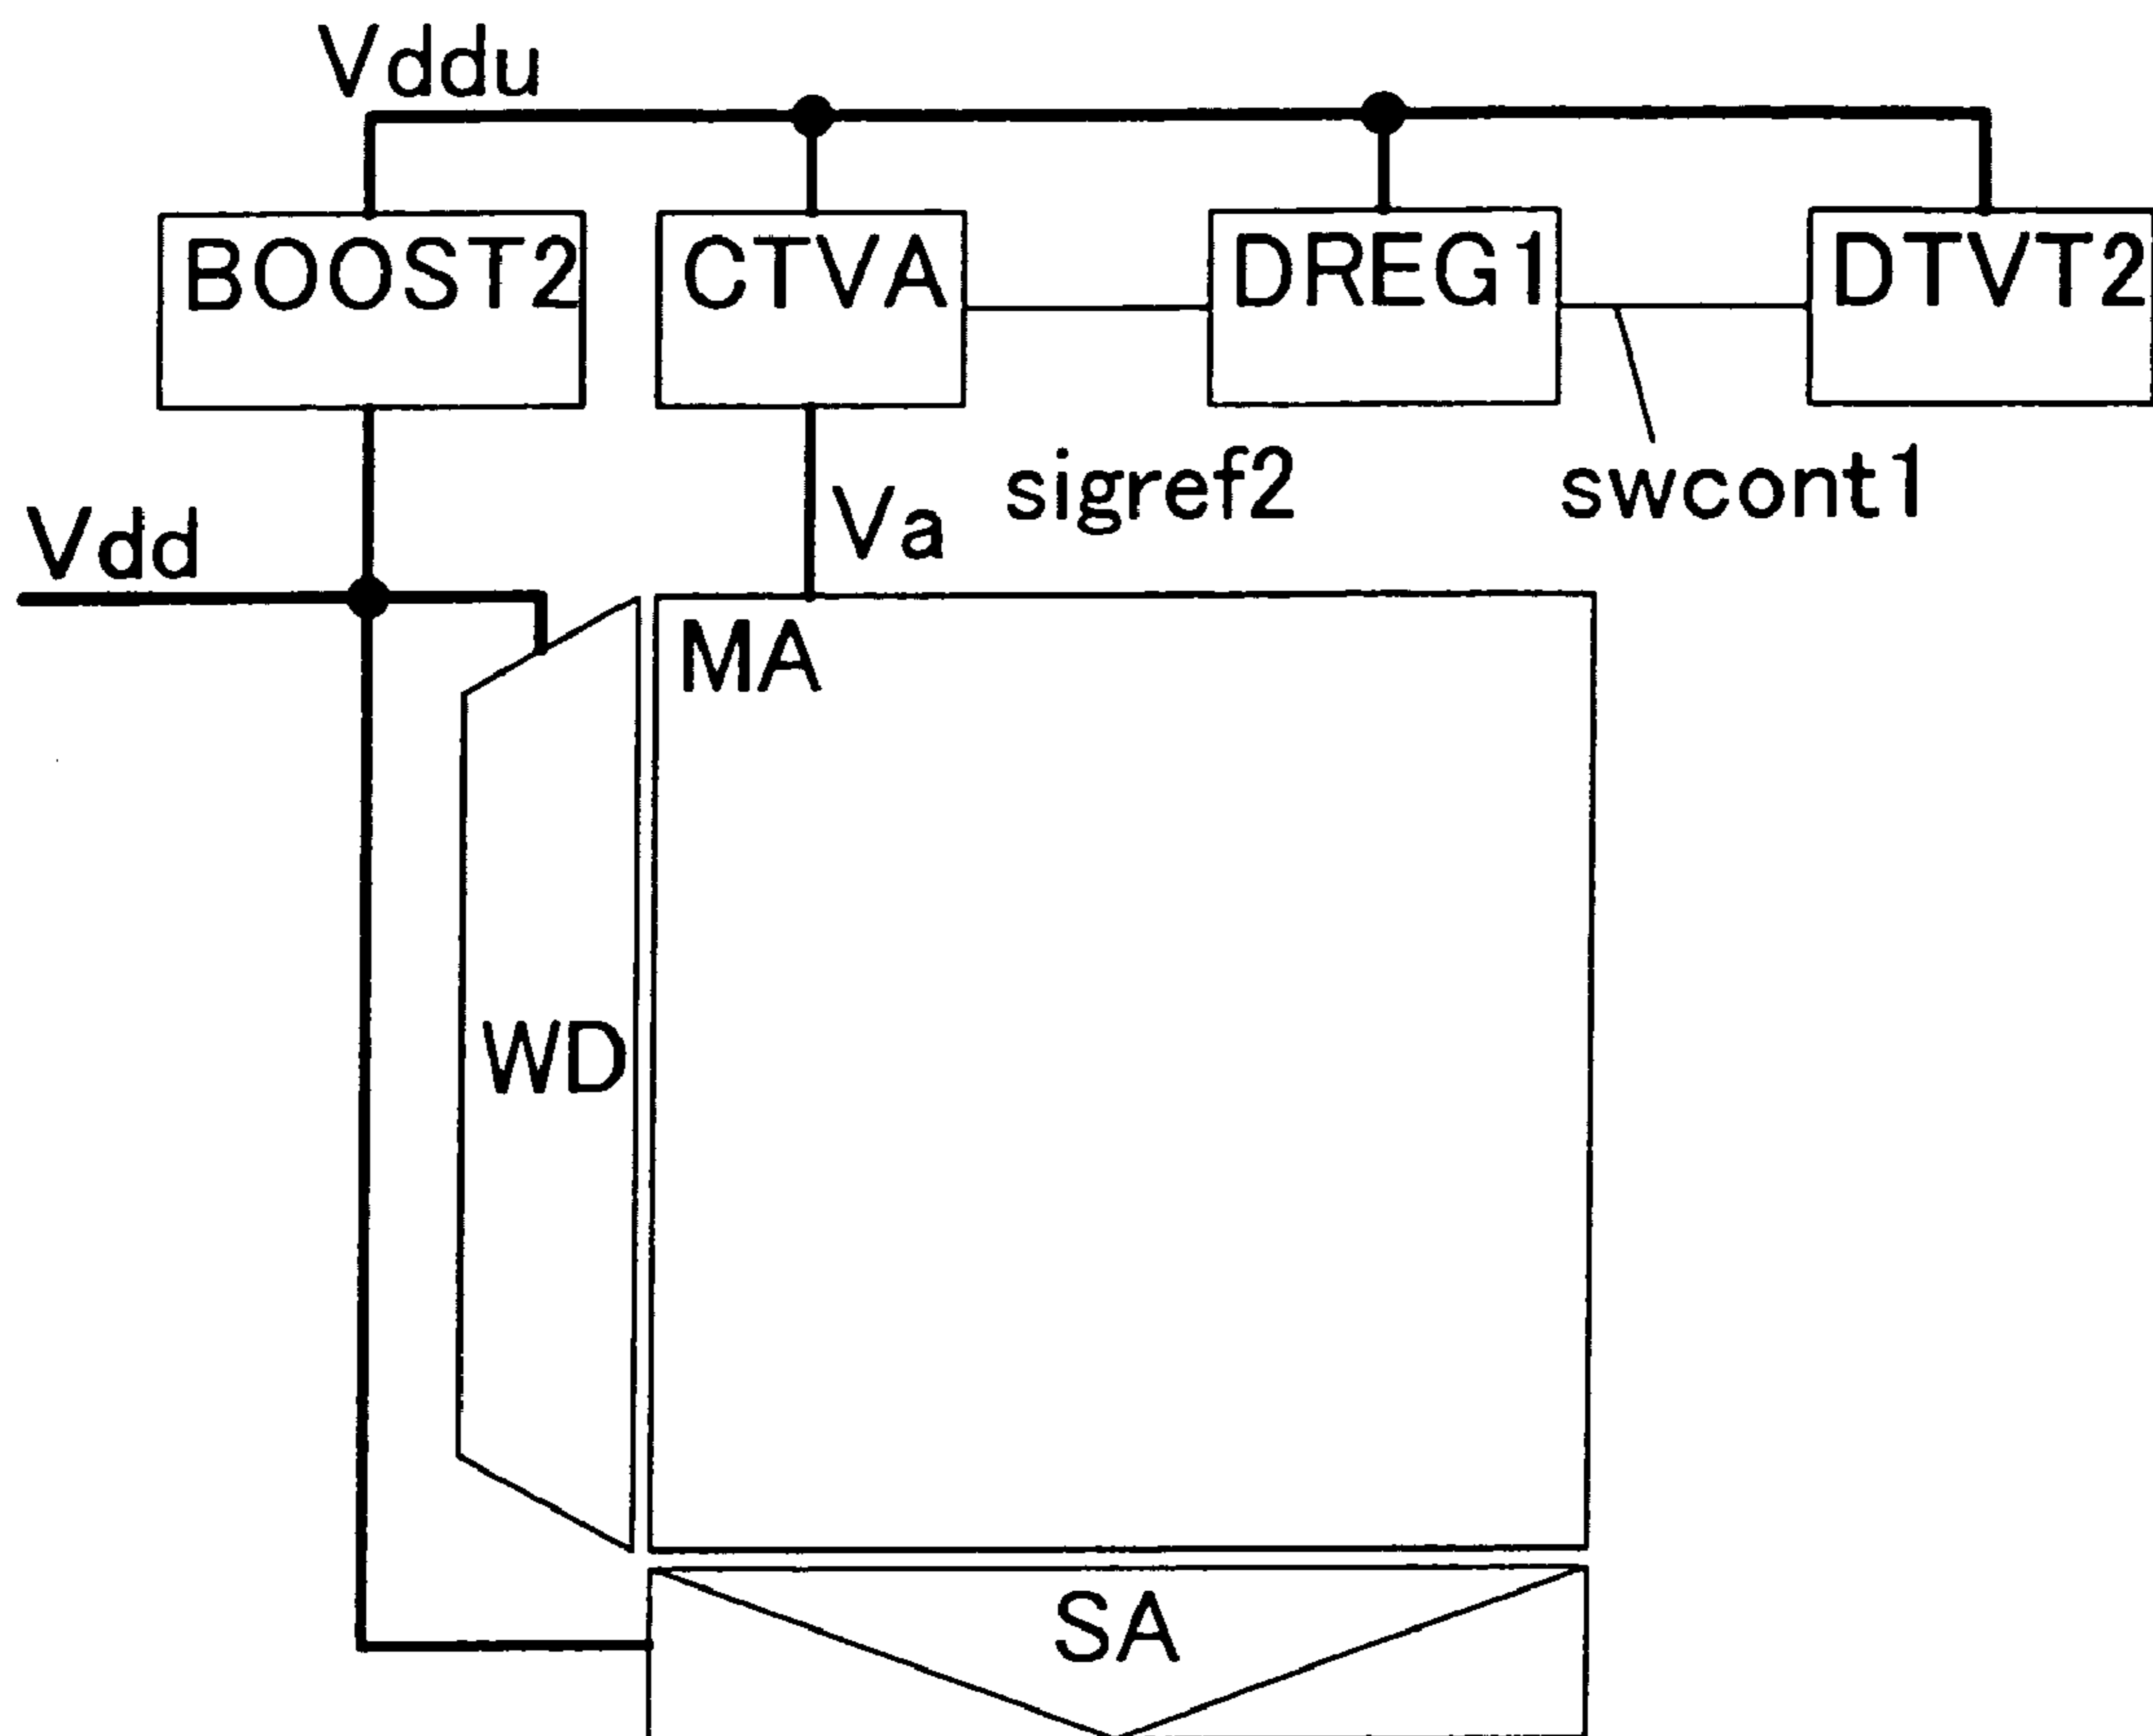 Vddu
BOOST2
CTVA
DREG1
DTVT2
sigref2
swcont1
Va
Vdd
MA
WD
SA